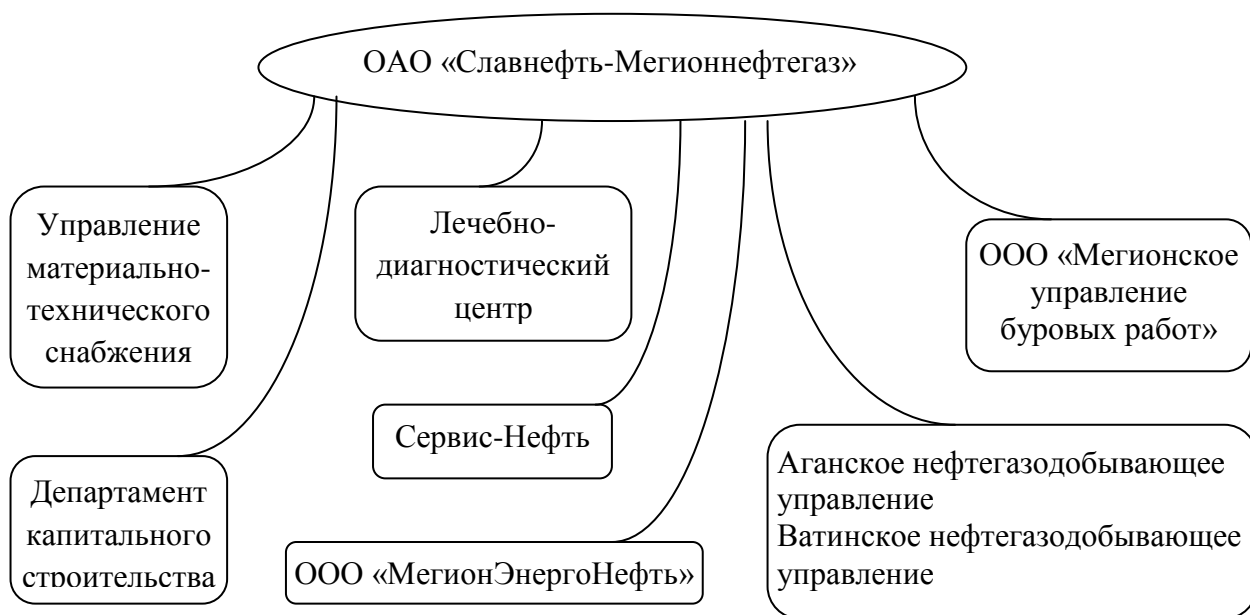 ОАО «Славнефть-Мегионнефтегаз»
Управление
материально-
технического
снабжения
Лечебно-
диагностический
центр
ООО «Мегионское
управление
буровых работ»
Сервис-Нефть
Департамент
капитального
строительства
ООО «МегионЭнергоНефть»
Аганское нефтегазодобывающее
управление
Ватинское нефтегазодобывающее
управление